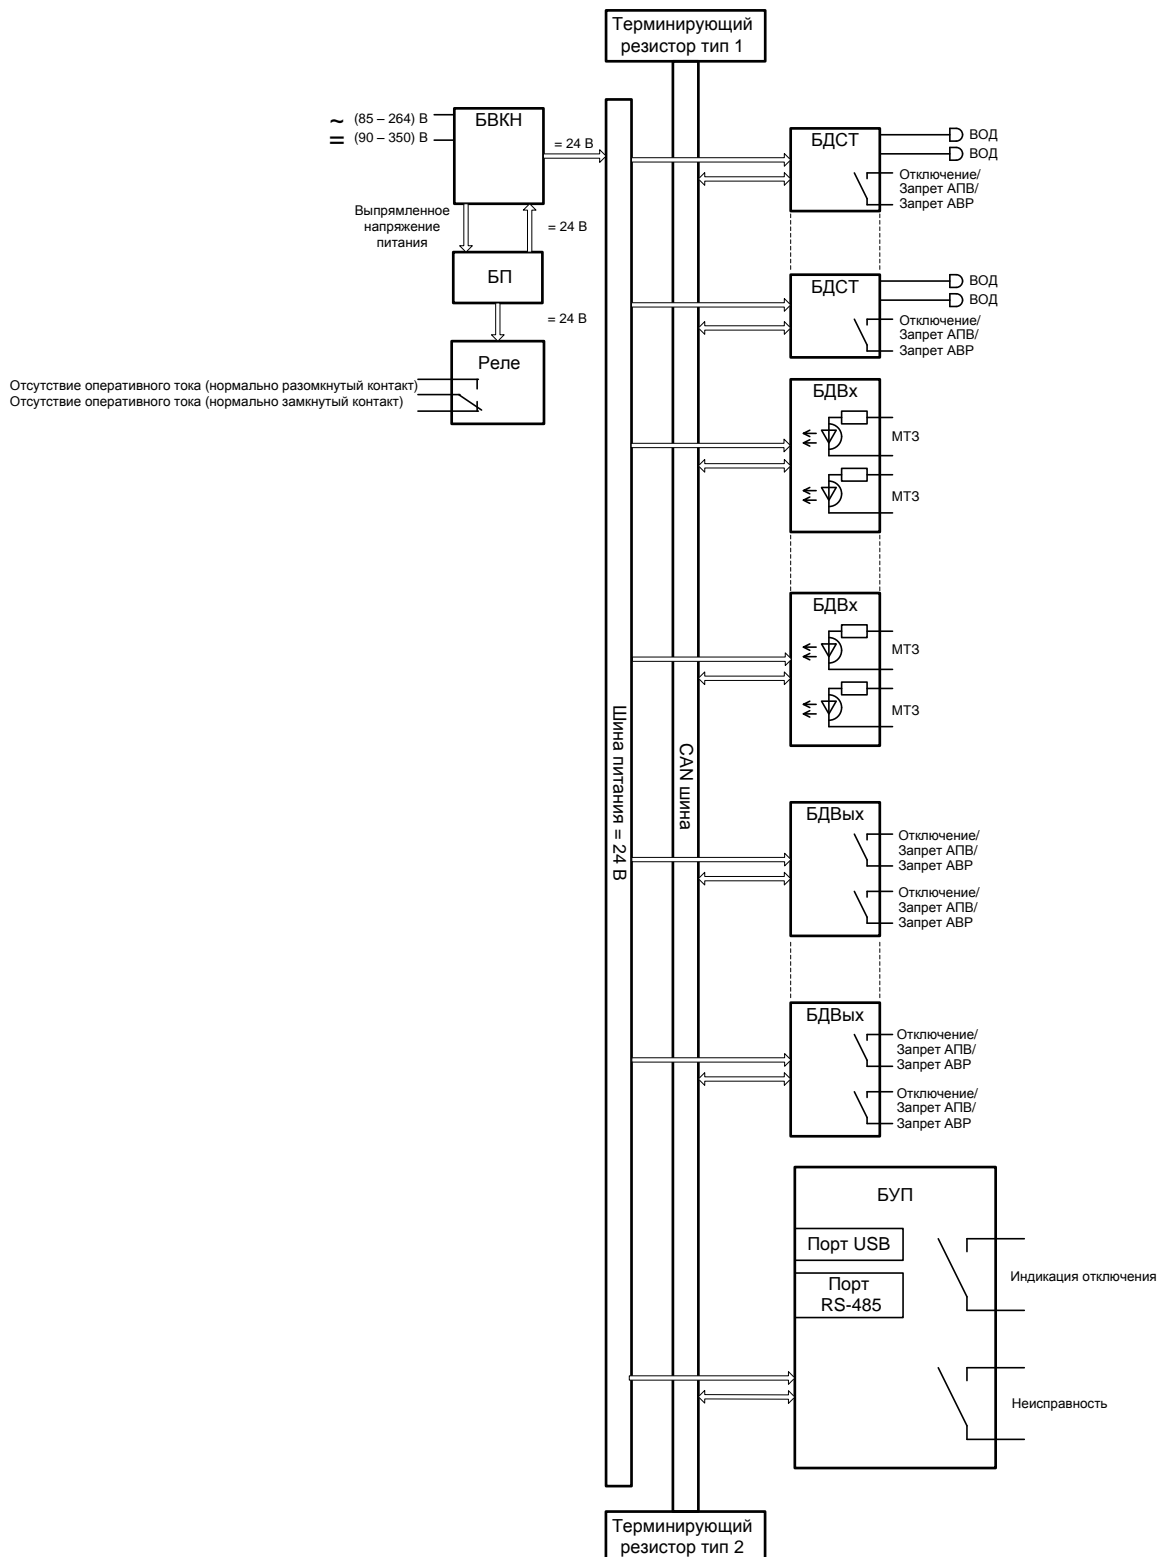 Терминирующий
резистор тип 1
~ (85 – 264) В
= (90 – 350) В
БВКН
= 24 В
Выпрямленное
напряжение
питания
= 24 В
БП
= 24 В
Реле
Отсутствие оперативного тока (нормально разомкнутый контакт)
Отсутствие оперативного тока (нормально замкнутый контакт)
Шина питания = 24 В
CAN шина
БДСТ
ВОД
ВОД
Отключение/
Запрет АПВ/
Запрет АВР
БДСТ
ВОД
ВОД
Отключение/
Запрет АПВ/
Запрет АВР
БДВх
МТЗ
МТЗ
БДВх
МТЗ
МТЗ
БДВых
Отключение/
Запрет АПВ/
Запрет АВР
Отключение/
Запрет АПВ/
Запрет АВР
БДВых
Отключение/
Запрет АПВ/
Запрет АВР
Отключение/
Запрет АПВ/
Запрет АВР
БУП
Порт USB
Порт
RS-485
Индикация отключения
Неисправность
Терминирующий
резистор тип 2